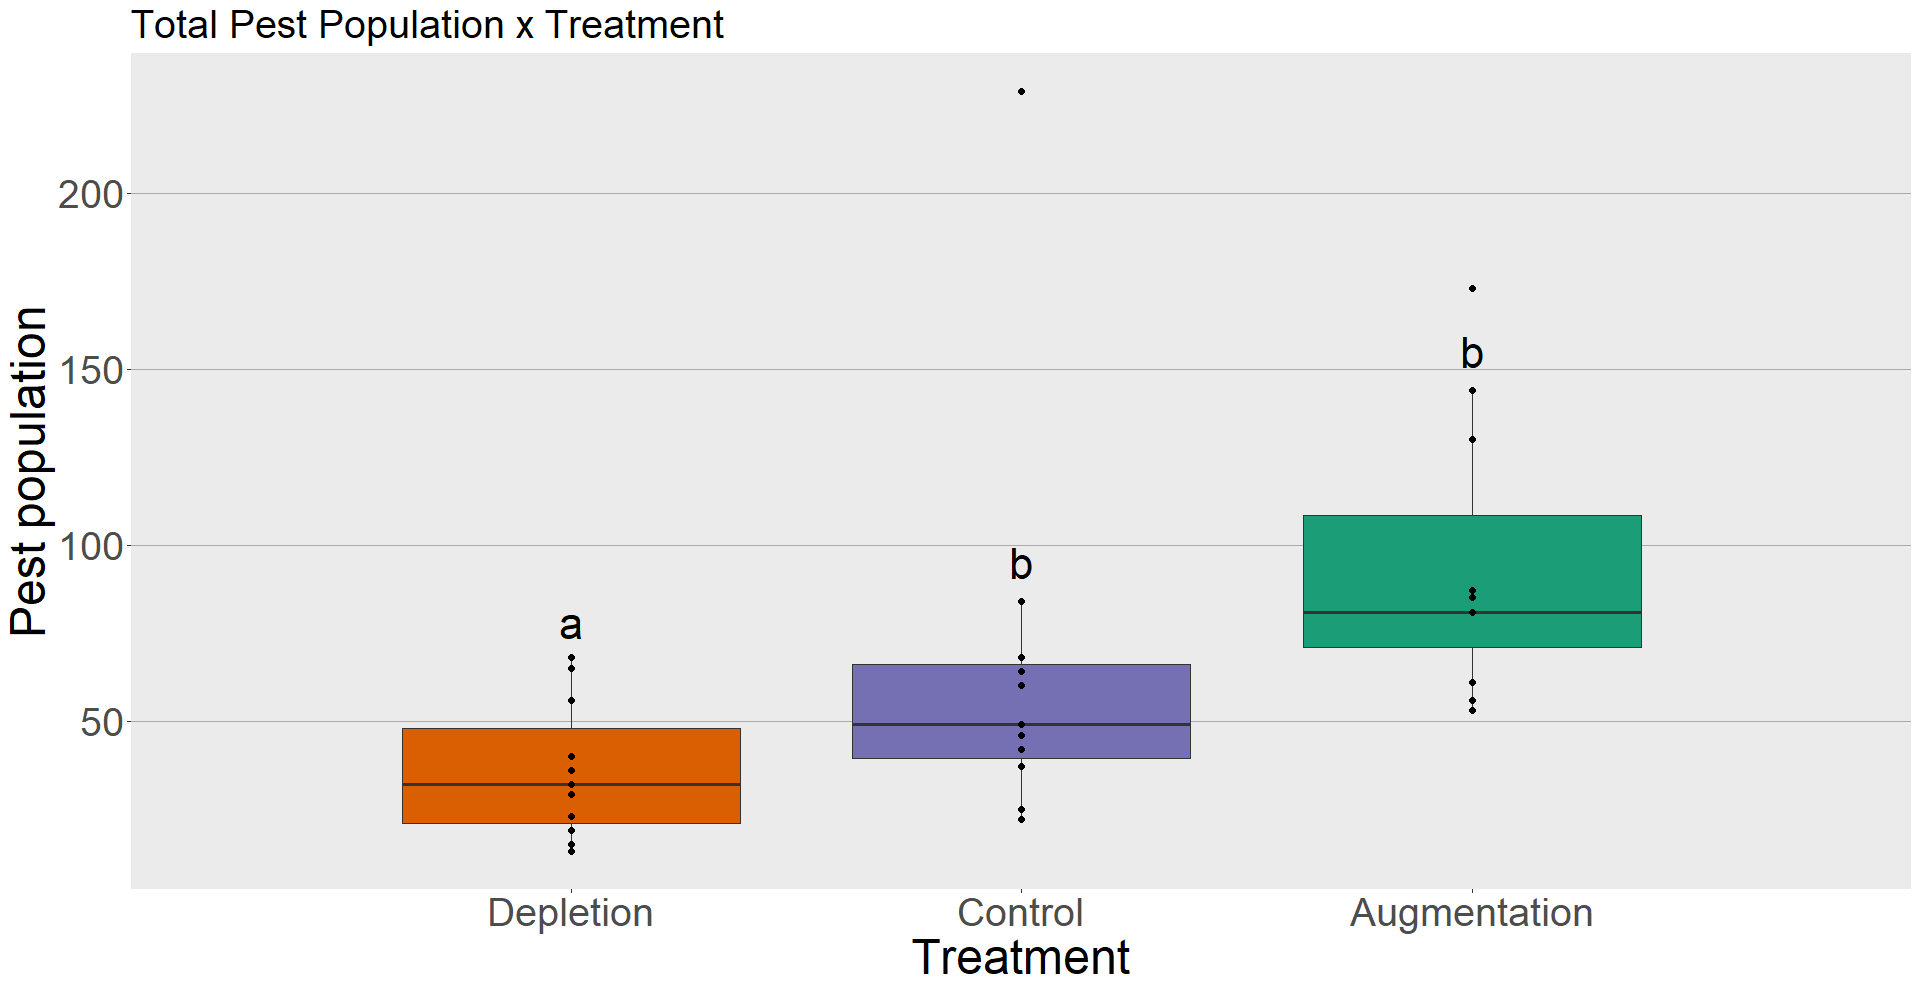 Total Pest Population x Treatment
Pest population
200
150
100
50
a
b
b
Depletion Control Augmentation
Treatment